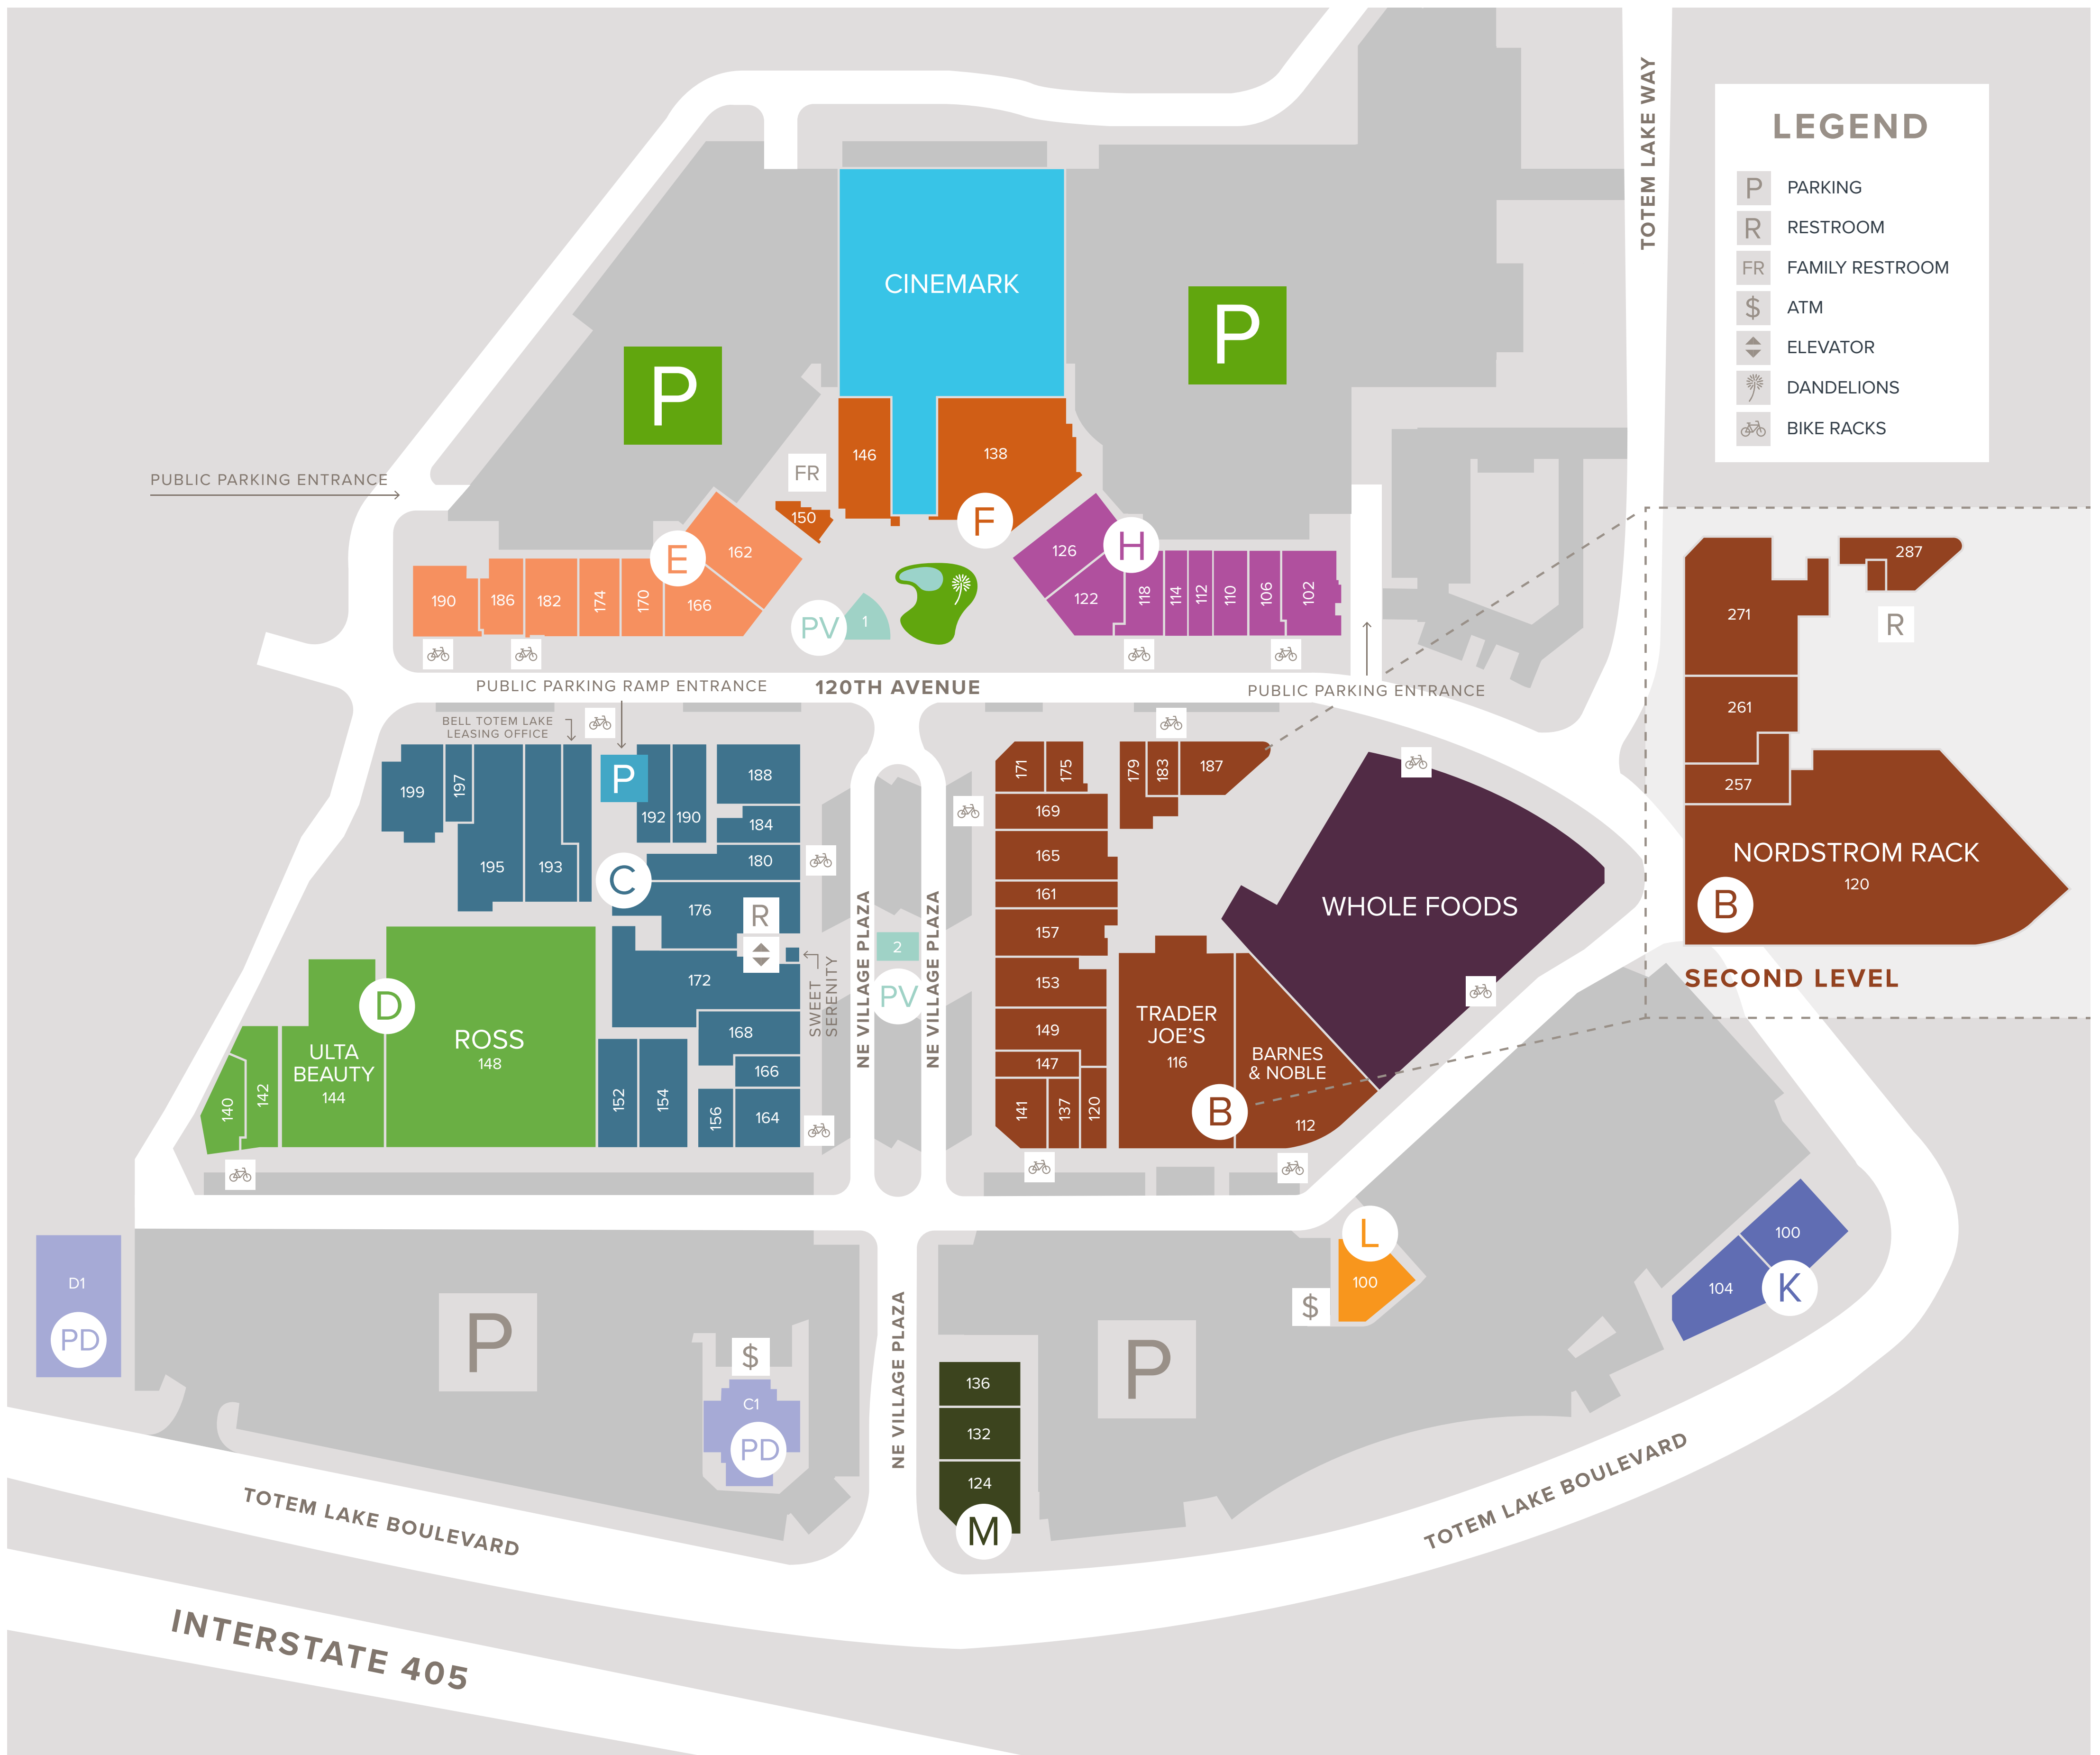 TOTEM LAKE WAY
LEGEND
P PARKING
R RESTROOM
FR FAMILY RESTROOM
$ ATM
ELEVATOR
DANDELIONS
BIKE RACKS
CINEMARK
P
P
146
138
FR
150
F
PUBLIC PARKING ENTRANCE
E
162
190
186
182
174
170
166
PV
1
H
126
122
118
114
112
110
106
102
PUBLIC PARKING RAMP ENTRANCE
120TH AVENUE
PUBLIC PARKING ENTRANCE
BELL TOTEM LAKE
LEASING OFFICE
P
199
197
195
193
192
190
188
184
180
C
176
R
172
SWEET
SERENITY
168
166
152
154
156
164
D
ROSS
148
ULTA
BEAUTY
144
142
140
NE VILLAGE PLAZA
NE VILLAGE PLAZA
2
PV
171
175
179
183
187
169
165
161
157
153
149
147
141
137
120
TRADER
JOE'S
116
B
BARNES
& NOBLE
112
WHOLE FOODS
287
271
R
261
257
NORDSTROM RACK
120
B
SECOND LEVEL
D1
PD
P
$
C1
PD
NE VILLAGE PLAZA
136
132
124
M
P
L
100
$
100
104
K
TOTEM LAKE BOULEVARD
TOTEM LAKE BOULEVARD
INTERSTATE 405